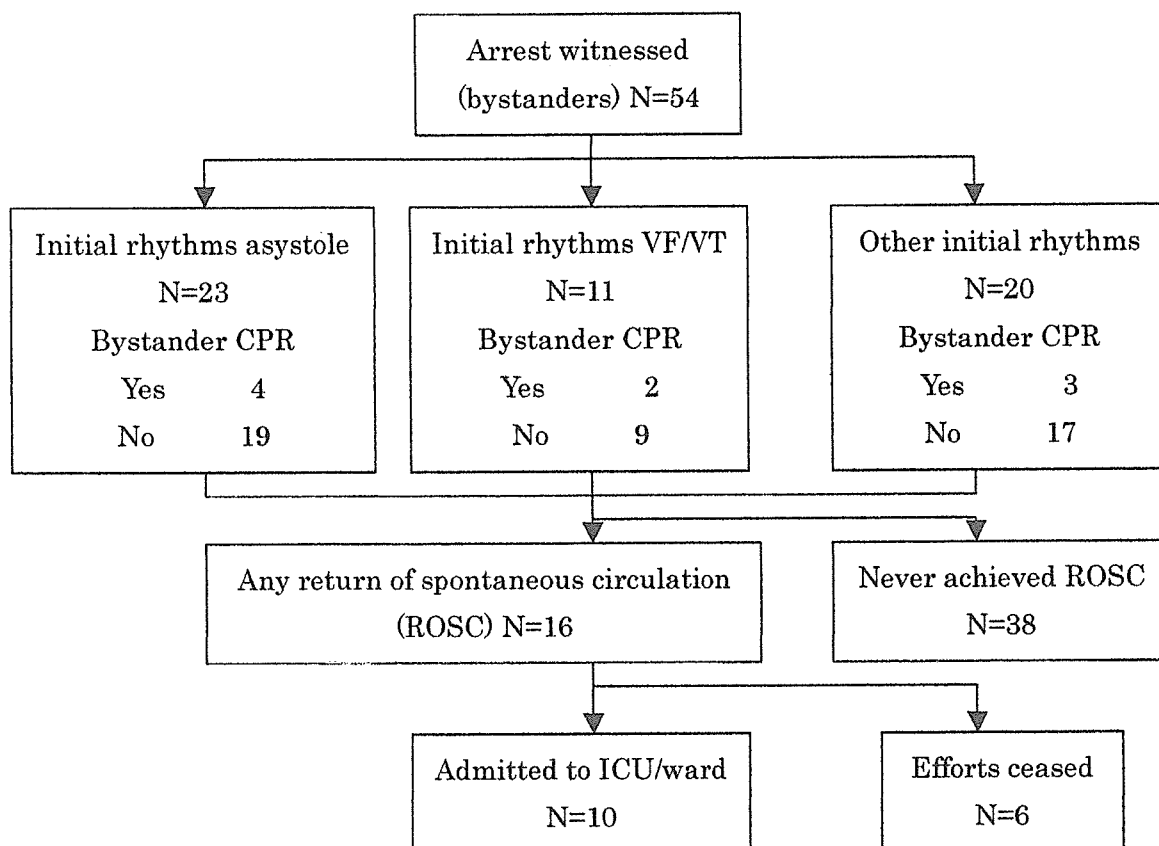 Arrest witnessed
(bystanders) N=54
Initial rhythms asystole
N=23
Bystander CPR
Yes 4
No 19
Initial rhythms VF/VT
N=11
Bystander CPR
Yes 2
No 9
Other initial rhythms
N=20
Bystander CPR
Yes 3
No 17
Any return of spontaneous circulation
(ROSC) N=16
Never achieved ROSC
N=38
Admitted to ICU/ward
N=10
Efforts ceased
N=6